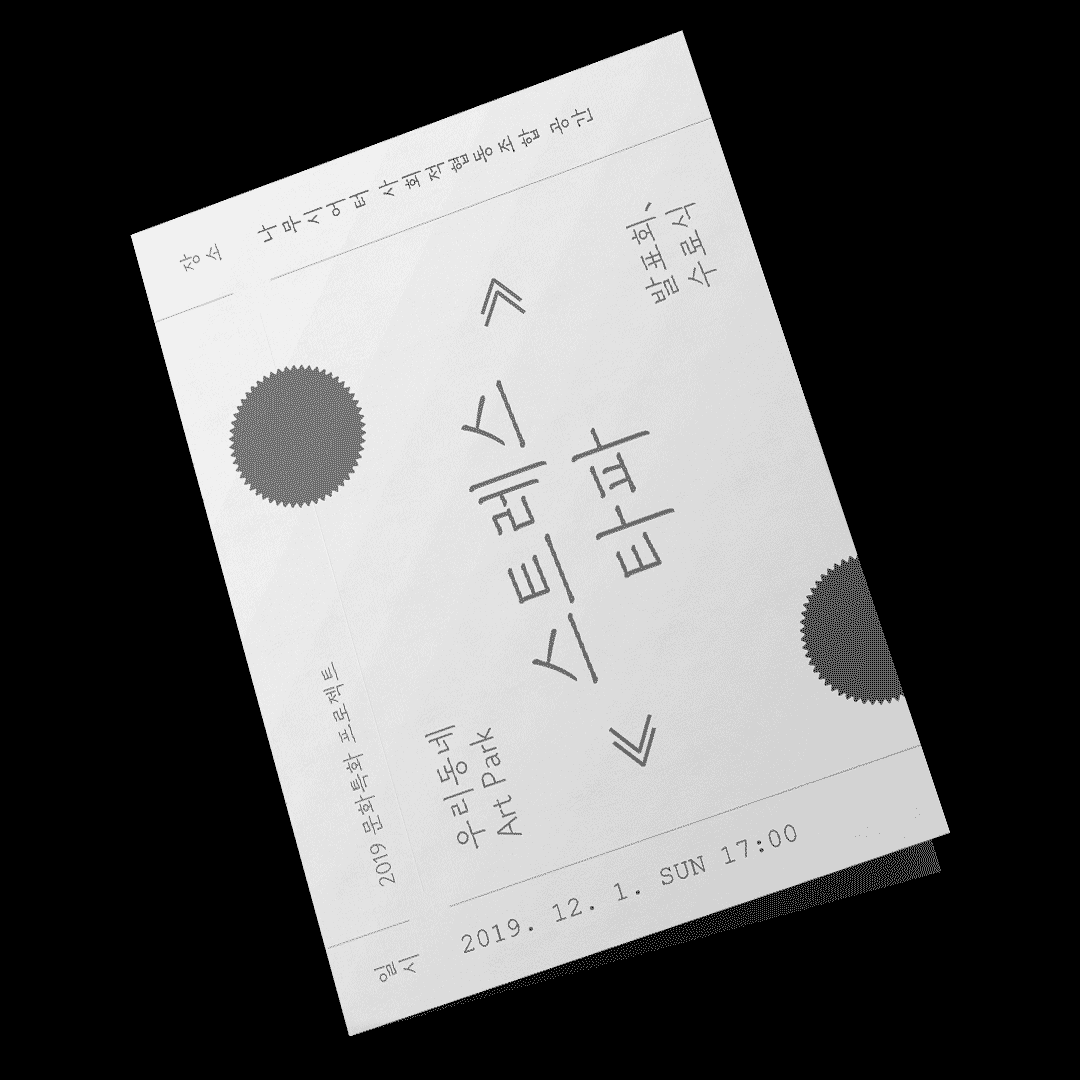 장소
나무시어터 사회적협동조합 공간
발표회、
수료식
《스트레스
타파》
우리동네
Art Park
2019 문화특화 프로젝트
일시
2019. 12. 1. SUN 17:00